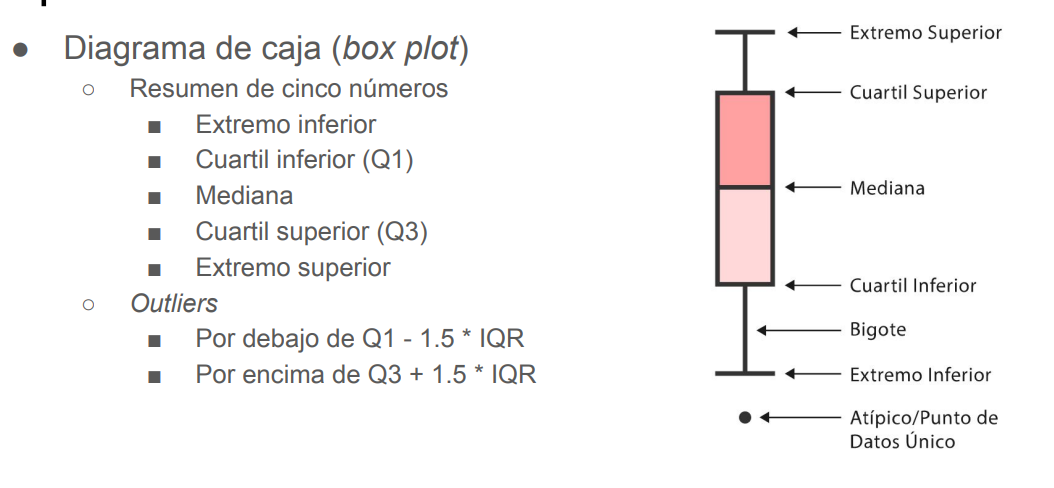 ● Diagrama de caja (box plot)
○ Resumen de cinco números
■ Extremo inferior
■ Cuartil inferior (Q1)
■ Mediana
■ Cuartil superior (Q3)
■ Extremo superior
○ Outliers
■ Por debajo de Q1 - 1.5 * IQR
■ Por encima de Q3 + 1.5 * IQR
Extremo Superior
Cuartil Superior
Mediana
Cuartil Inferior
Bigote
Extremo Inferior
Atípico/Punto de
Datos Único